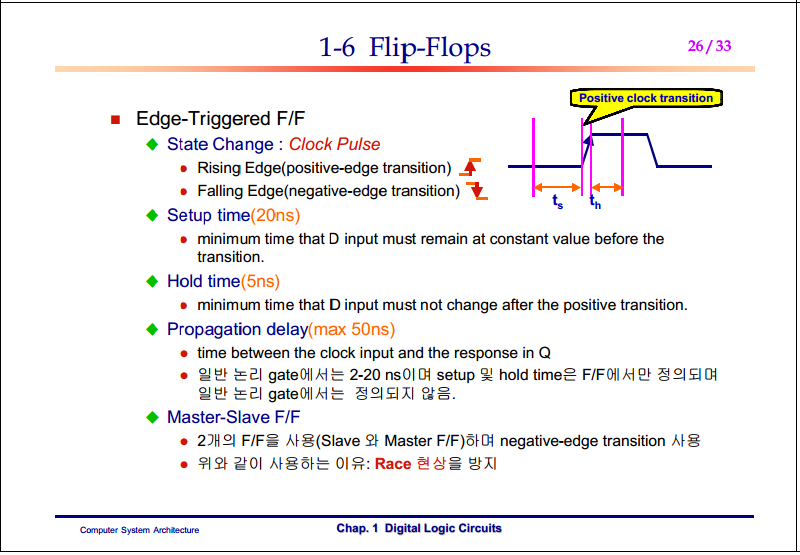 1-6 Flip-Flops
26 / 33
Positive clock transition
Edge-Triggered F/F
State Change : Clock Pulse
Rising Edge(positive-edge transition)
Falling Edge(negative-edge transition)
ts
th
Setup time(20ns)
minimum time that D input must remain at constant value before the
transition.
Hold time(5ns)
minimum time that D input must not change after the positive transition.
Propagation delay(max 50ns)
time between the clock input and the response in Q
일반 논리 gate에서는 2-20 ns이며 setup 및 hold time은 F/F에서만 정의되며
일반 논리 gate에서는 정의되지 않음.
Master-Slave F/F
2개의 F/F을 사용(Slave 와 Master F/F)하며 negative-edge transition 사용
위와 같이 사용하는 이유: Race 현상을 방지
Computer System Architecture
Chap. 1 Digital Logic Circuits